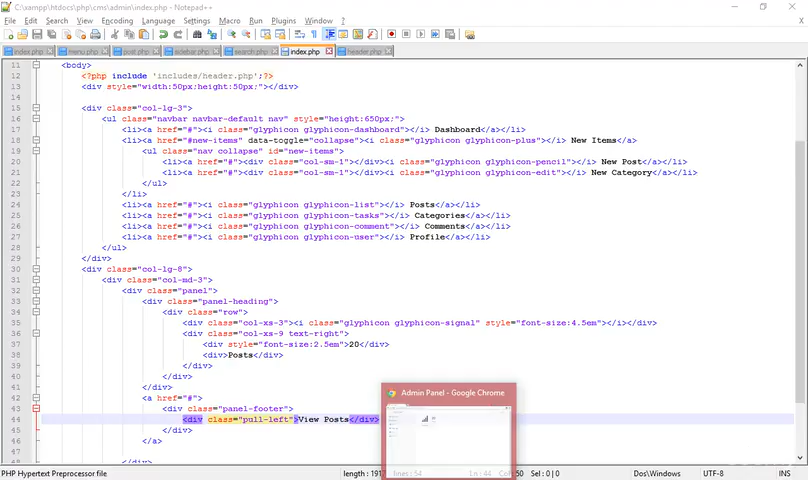 C:\xampp\htdocs\php\cms\admin\index.php - Notepad++
File Edit Search View Encoding Language Settings Macro Run Plugins Window ?
index.php menu.php post.php sidebar.php search.php index.php header.php
11 <body>
12 <?php include 'includes/header.php';?>
13 <div style="width:50px;height:50px;"></div>
14
15 <div class="col-lg-3">
16 <ul class="navbar navbar-default nav" style="height:650px;">
17 <li><a href="#"><i class="glyphicon glyphicon-dashboard"></i> Dashboard</a></li>
18 <li><a href="#new-items" data-toggle="collapse"><i class="glyphicon glyphicon-plus"></i> New Items</a>
19 <ul class="nav collapse" id="new-items">
20 <li><a href="#"><div class="col-sm-1"></div><i class="glyphicon glyphicon-pencil"></i> New Post</a></li>
21 <li><a href="#"><div class="col-sm-1"></div><i class="glyphicon glyphicon-edit"></i> New Category</a></li>
22 </ul>
23 </li>
24 <li><a href="#"><i class="glyphicon glyphicon-list"></i> Posts</a></li>
25 <li><a href="#"><i class="glyphicon glyphicon-tasks"></i> Categories</a></li>
26 <li><a href="#"><i class="glyphicon glyphicon-comment"></i> Comments</a></li>
27 <li><a href="#"><i class="glyphicon glyphicon-user"></i> Profile</a></li>
28 </ul>
29 </div>
30 <div class="col-lg-8">
31 <div class="col-md-3">
32 <div class="panel">
33 <div class="panel-heading">
34 <div class="row">
35 <div class="col-xs-3"><i class="glyphicon glyphicon-signal" style="font-size:4.5em"></i></div>
36 <div class="col-xs-9 text-right">
37 <div style="font-size:2.5em">20</div>
38 <div>Posts</div>
39 </div>
40 </div>
41 </div>
42 <a href="#">
43 <div class="panel-footer">
44 <div class="pull-left">View Posts</div>
45 </div>
46 </a>
47
48 </div>
Admin Panel - Google Chrome
PHP Hypertext Preprocessor file length : 1917 lines : 54 Ln : 44 Col : 50 Sel : 0 | 0 Dos\Windows UTF-8 INS